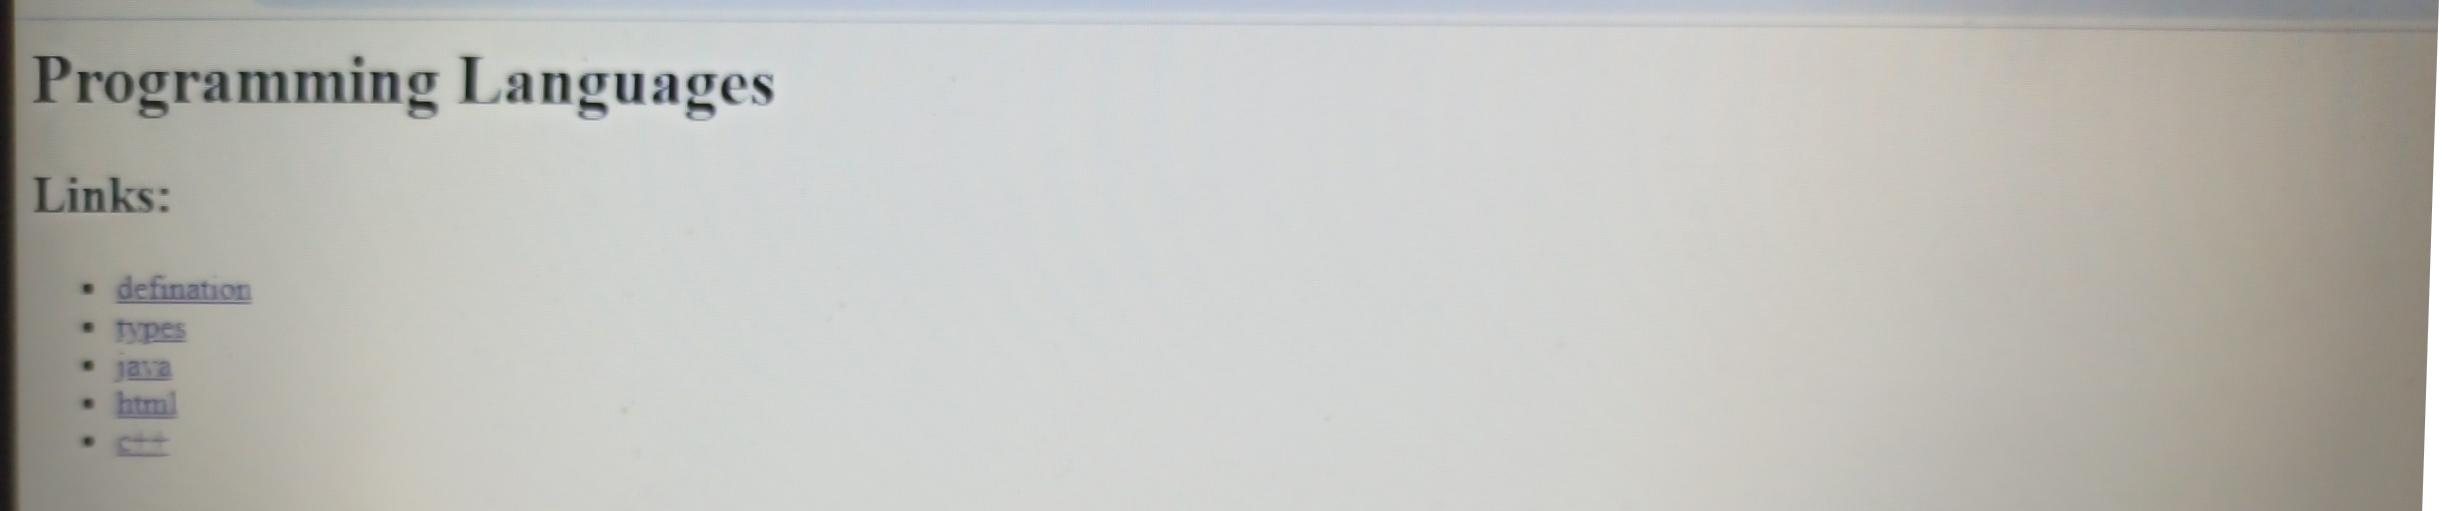 Programming Languages
Links:
defination
types
java
html
c++